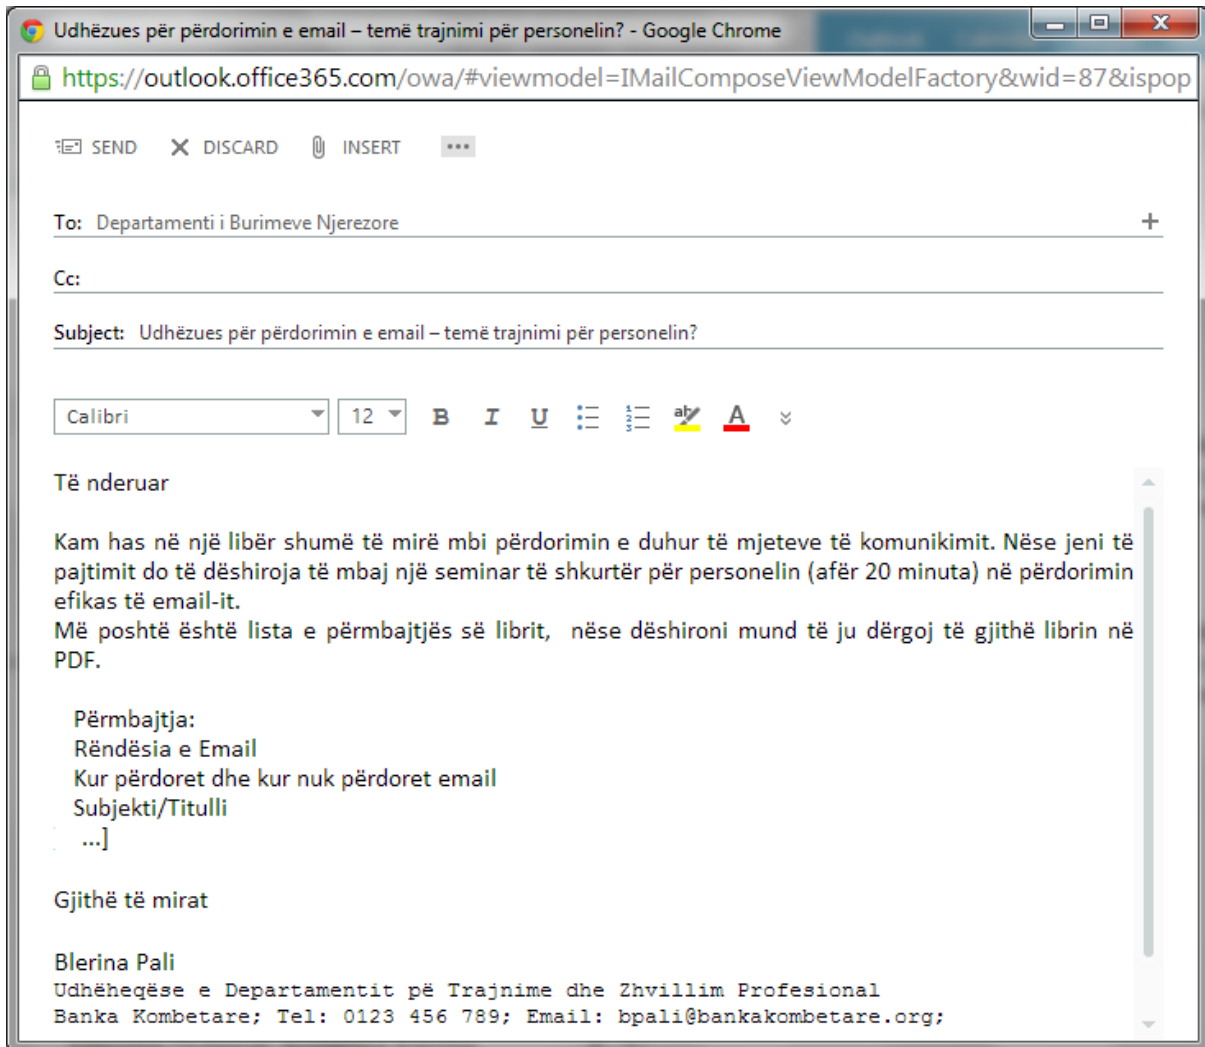 Udhëzues për përdorimin e email – temë trajnimi për personelin? - Google Chrome
https://outlook.office365.com/owa/#viewmodel=IMailComposeViewModelFactory&wid=87&ispop
SEND DISCARD INSERT
To: Departamenti i Burimeve Njerezore
Cc:
Subject: Udhëzues për përdorimin e email – temë trajnimi për personelin?
Calibri 12 B I U A
Të nderuar
Kam has në një libër shumë të mirë mbi përdorimin e duhur të mjeteve të komunikimit. Nëse jeni të
pajtimit do të dëshiroja të mbaj një seminar të shkurtër për personelin (afër 20 minuta) në përdorimin
efikas të email-it.
Më poshtë është lista e përmbajtjës së librit, nëse dëshironi mund të ju dërgoj të gjithë librin në
PDF.
Përmbajtja:
Rëndësia e Email
Kur përdoret dhe kur nuk përdoret email
Subjekti/Titulli
...]
Gjithë të mirat
Blerina Pali
Udhëheqëse e Departamentit pë Trajnime dhe Zhvillim Profesional
Banka Kombetare; Tel: 0123 456 789; Email: bpali@bankakombetare.org;